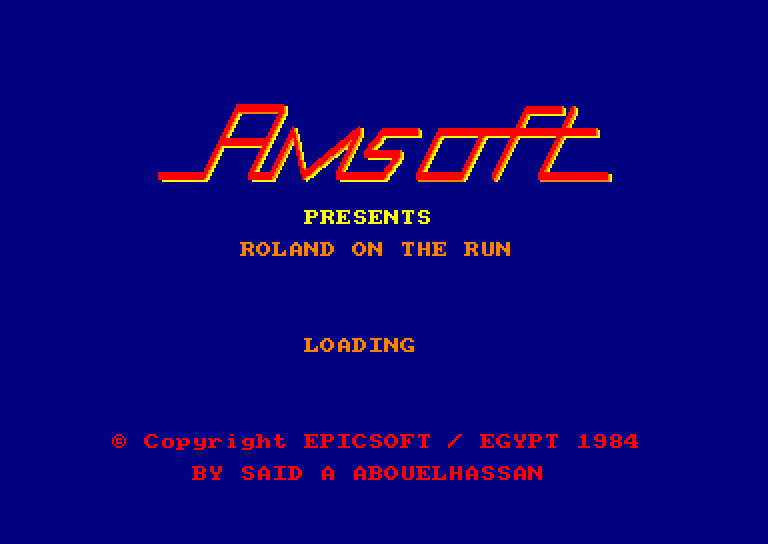 Amsoft
PRESENTS
ROLAND ON THE RUN
LOADING
© Copyright EPICSOFT / EGYPT 1984
BY SAID A ABOUELHASSAN